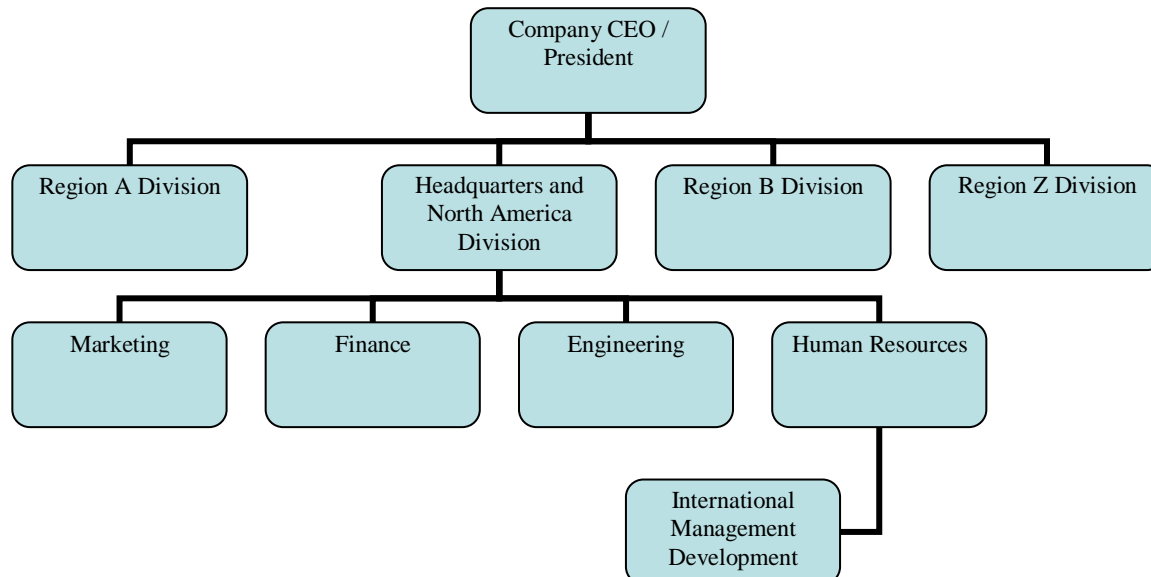 Company CEO /
President
Region A Division
Headquarters and
North America
Division
Region B Division
Region Z Division
Marketing
Finance
Engineering
Human Resources
International
Management
Development